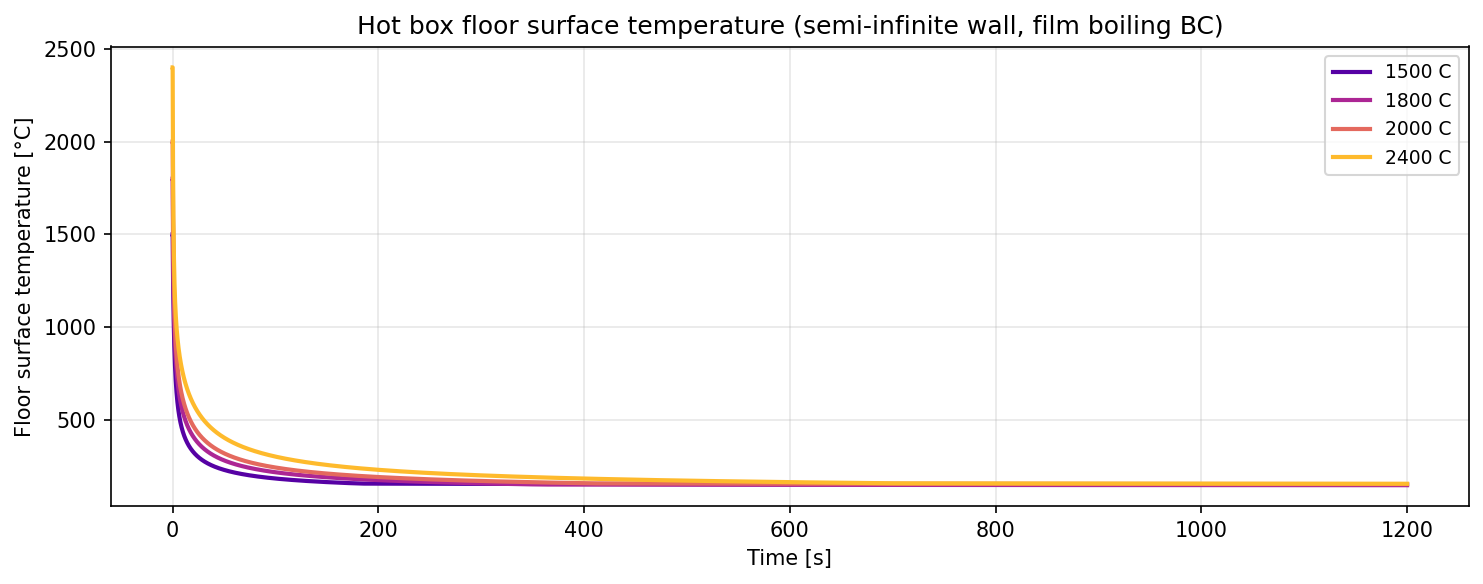 Hot box floor surface temperature (semi-infinite wall, film boiling BC)
Floor surface temperature [°C]
2500
2000
1500
1000
500
1500 C
1800 C
2000 C
2400 C
0
200
400
600
800
1000
1200
Time [s]